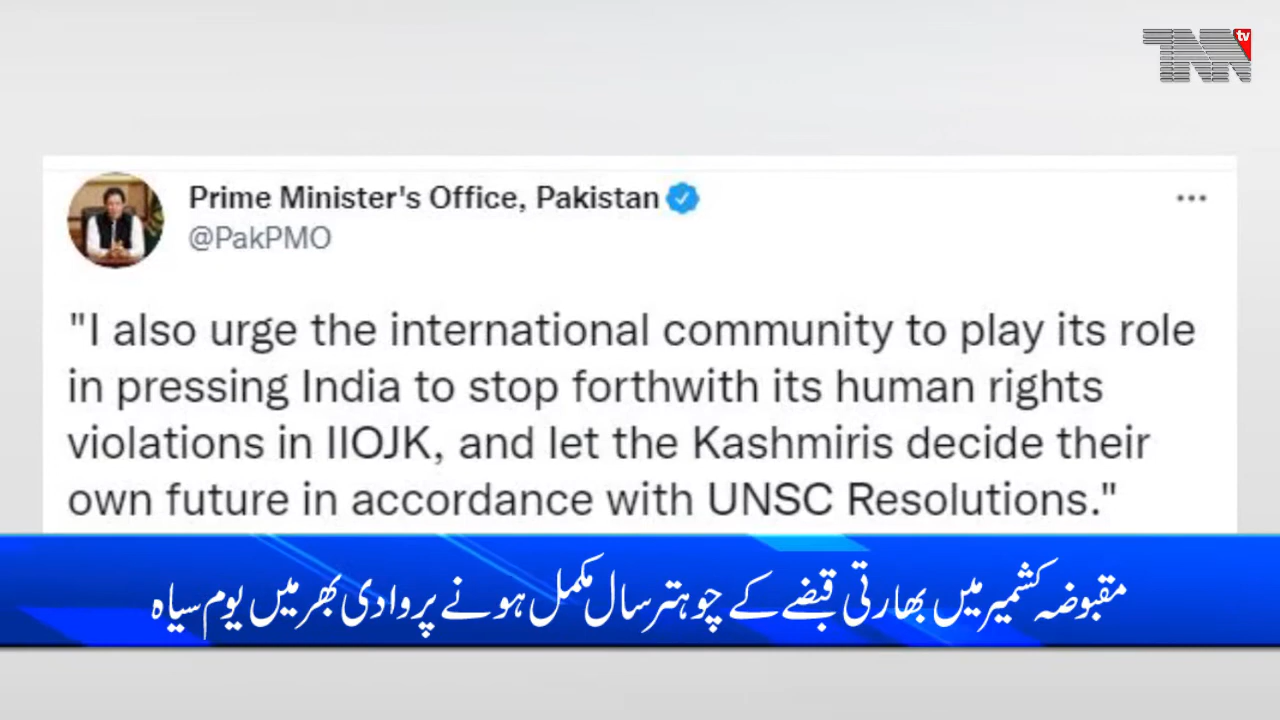 TNN tv
Prime Minister's Office, Pakistan
@PakPMO
"I also urge the international community to play its role
in pressing India to stop forthwith its human rights
violations in IIOJK, and let the Kashmiris decide their
own future in accordance with UNSC Resolutions."
مقبوضہ کشمیر میں بھارتی قبضے کے چوہتر سال مکمل ہونے پر وادی بھر میں یوم سیاہ